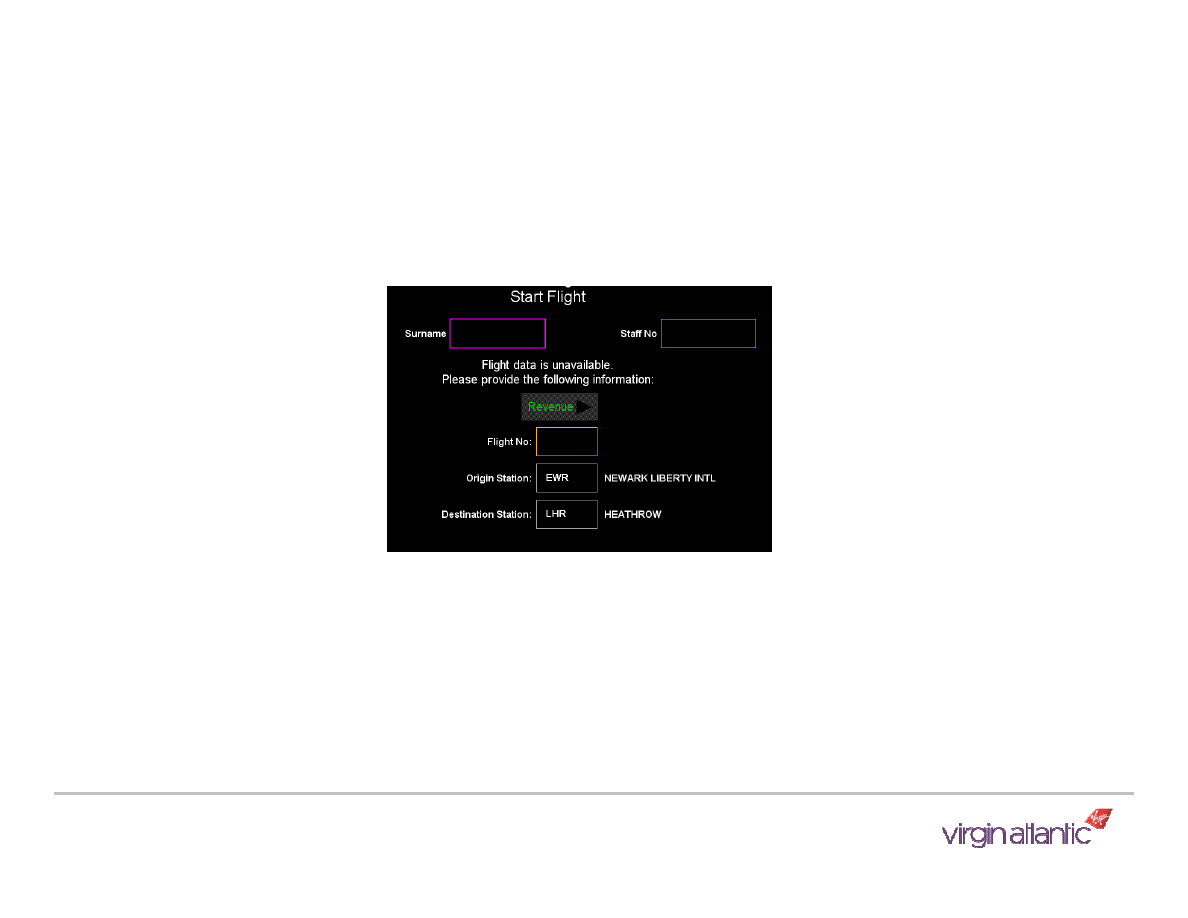 Start Flight
Surname
Staff No
Flight data is unavailable.
Please provide the following information:
Revenue
Flight No:
Origin Station: EWR NEWARK LIBERTY INTL
Destination Station: LHR HEATHROW
virgin atlantic